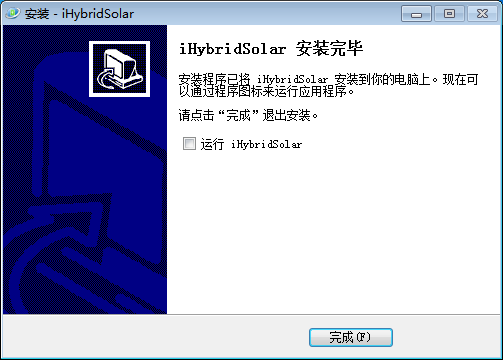 安装 - iHybridSolar
iHybridSolar 安装完毕
安装程序已将 iHybridSolar 安装到你的电脑上。现在可
以通过程序图标来运行应用程序。
请点击“完成”退出安装。
运行 iHybridSolar
完成(F)